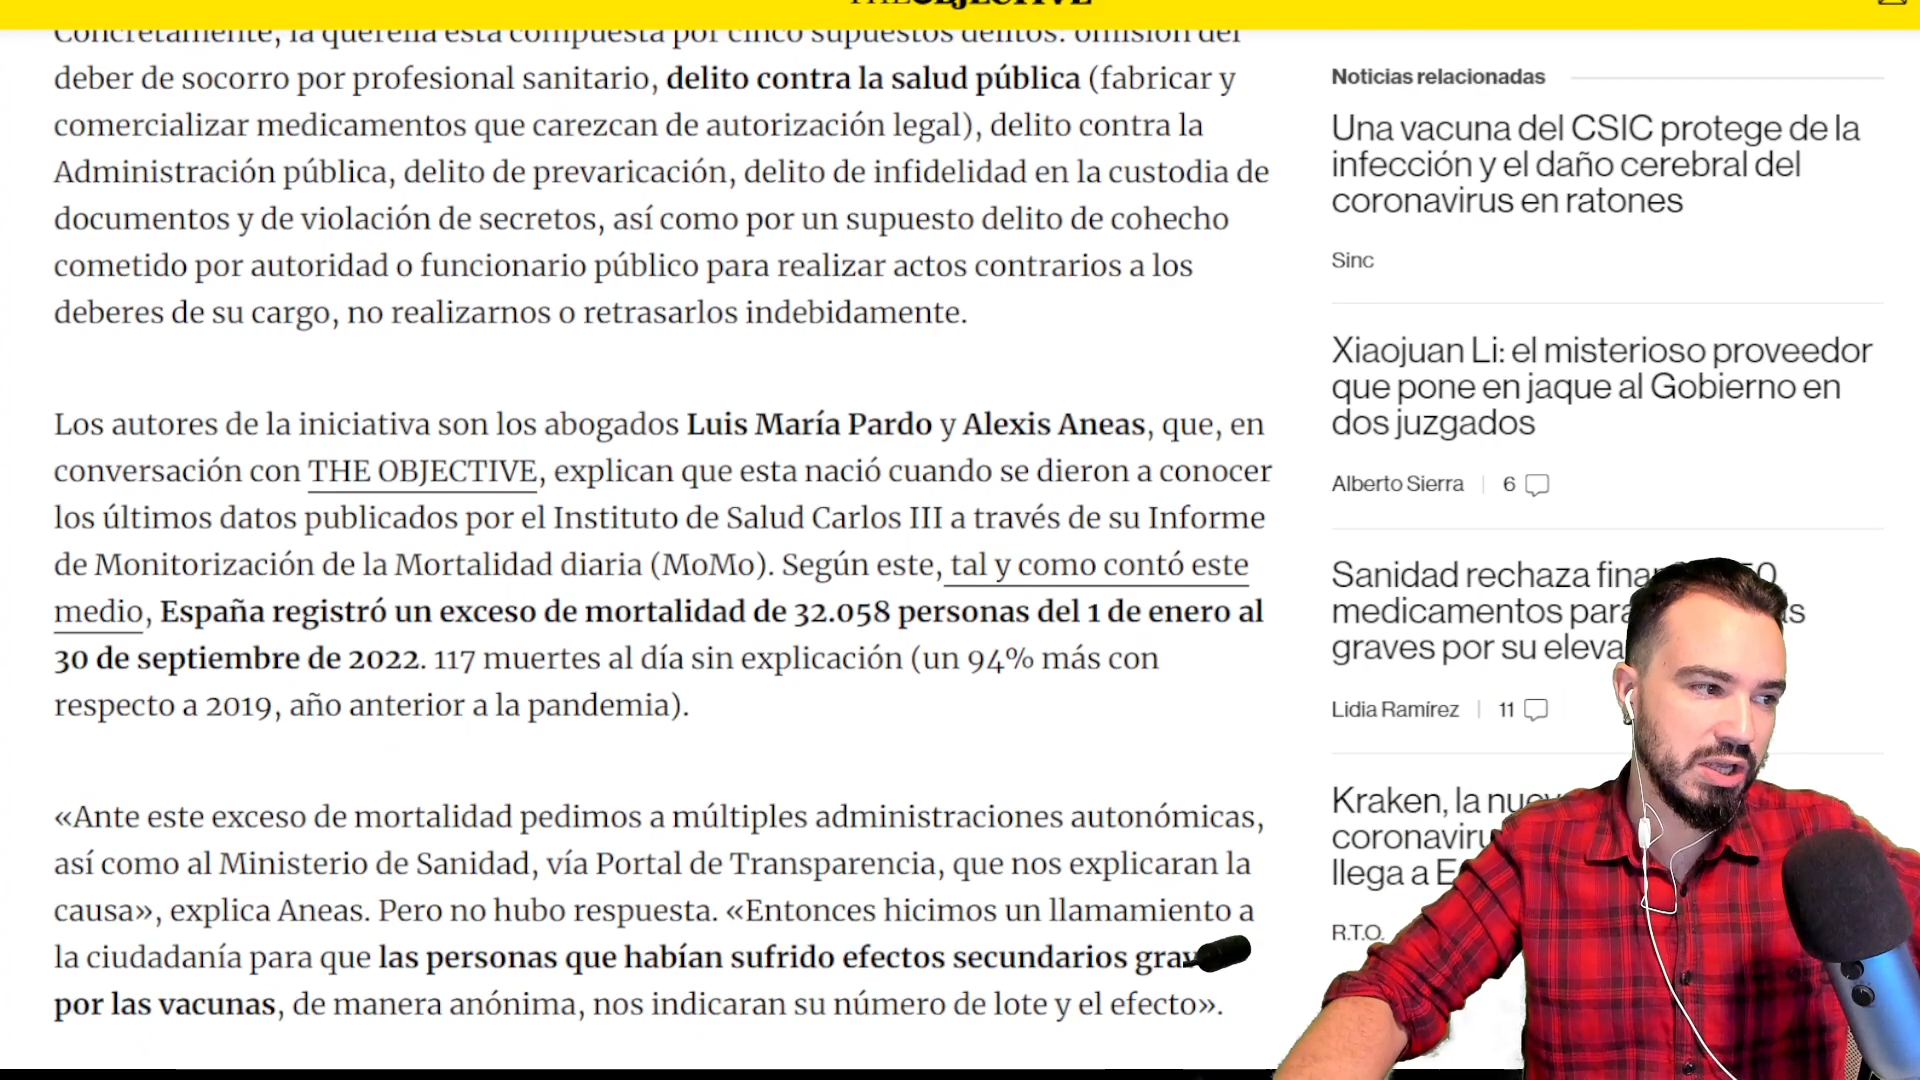 THE OBJECTIVE
Concretamente, la querella está compuesta por cinco supuestos delitos: omisión del
deber de socorro por profesional sanitario, delito contra la salud pública (fabricar y
comercializar medicamentos que carezcan de autorización legal), delito contra la
Administración pública, delito de prevaricación, delito de infidelidad en la custodia de
documentos y de violación de secretos, así como por un supuesto delito de cohecho
cometido por autoridad o funcionario público para realizar actos contrarios a los
deberes de su cargo, no realizarnos o retrasarlos indebidamente.
Los autores de la iniciativa son los abogados Luis María Pardo y Alexis Aneas, que, en
conversación con THE OBJECTIVE, explican que esta nació cuando se dieron a conocer
los últimos datos publicados por el Instituto de Salud Carlos III a través de su Informe
de Monitorización de la Mortalidad diaria (MoMo). Según este, tal y como contó este
medio, España registró un exceso de mortalidad de 32.058 personas del 1 de enero al
30 de septiembre de 2022. 117 muertes al día sin explicación (un 94% más con
respecto a 2019, año anterior a la pandemia).
«Ante este exceso de mortalidad pedimos a múltiples administraciones autonómicas,
así como al Ministerio de Sanidad, vía Portal de Transparencia, que nos explicaran la
causa», explica Aneas. Pero no hubo respuesta. «Entonces hicimos un llamamiento a
la ciudadanía para que las personas que habían sufrido efectos secundarios
por las vacunas, de manera anónima, nos indicaran su número de lote y el efecto».
Noticias relacionadas
Una vacuna del CSIC protege de la
infección y el daño cerebral del
coronavirus en ratones
Sinc
Xiaojuan Li: el misterioso proveedor
que pone en jaque al Gobierno en
dos juzgados
Alberto Sierra | 6
Sanidad rechaza
medicamentos
graves por su
Lidia Ramírez | 11
Kraken, la
llega a
R.T.O.